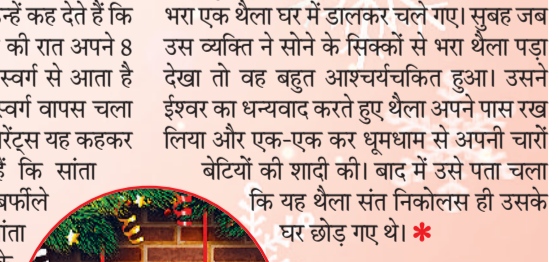 न्हें कह देते हैं कि
की रात अपने 8
स्वर्ग से आता है
स्वर्ग वापस चला
रेंट्स यह कहकर
हैं कि सांता
बर्फीले
ांता
भरा एक थैला घर में डालकर चले गए। सुबह जब
उस व्यक्ति ने सोने के सिक्कों से भरा थैला पड़ा
देखा तो वह बहुत आश्चर्यचकित हुआ। उसने
ईश्वर का धन्यवाद करते हुए थैला अपने पास रख
लिया और एक-एक कर धूमधाम से अपनी चारों
बेटियों की शादी की। बाद में उसे पता चला
कि यह थैला संत निकोलस ही उसके
घर छोड़ गए थे।